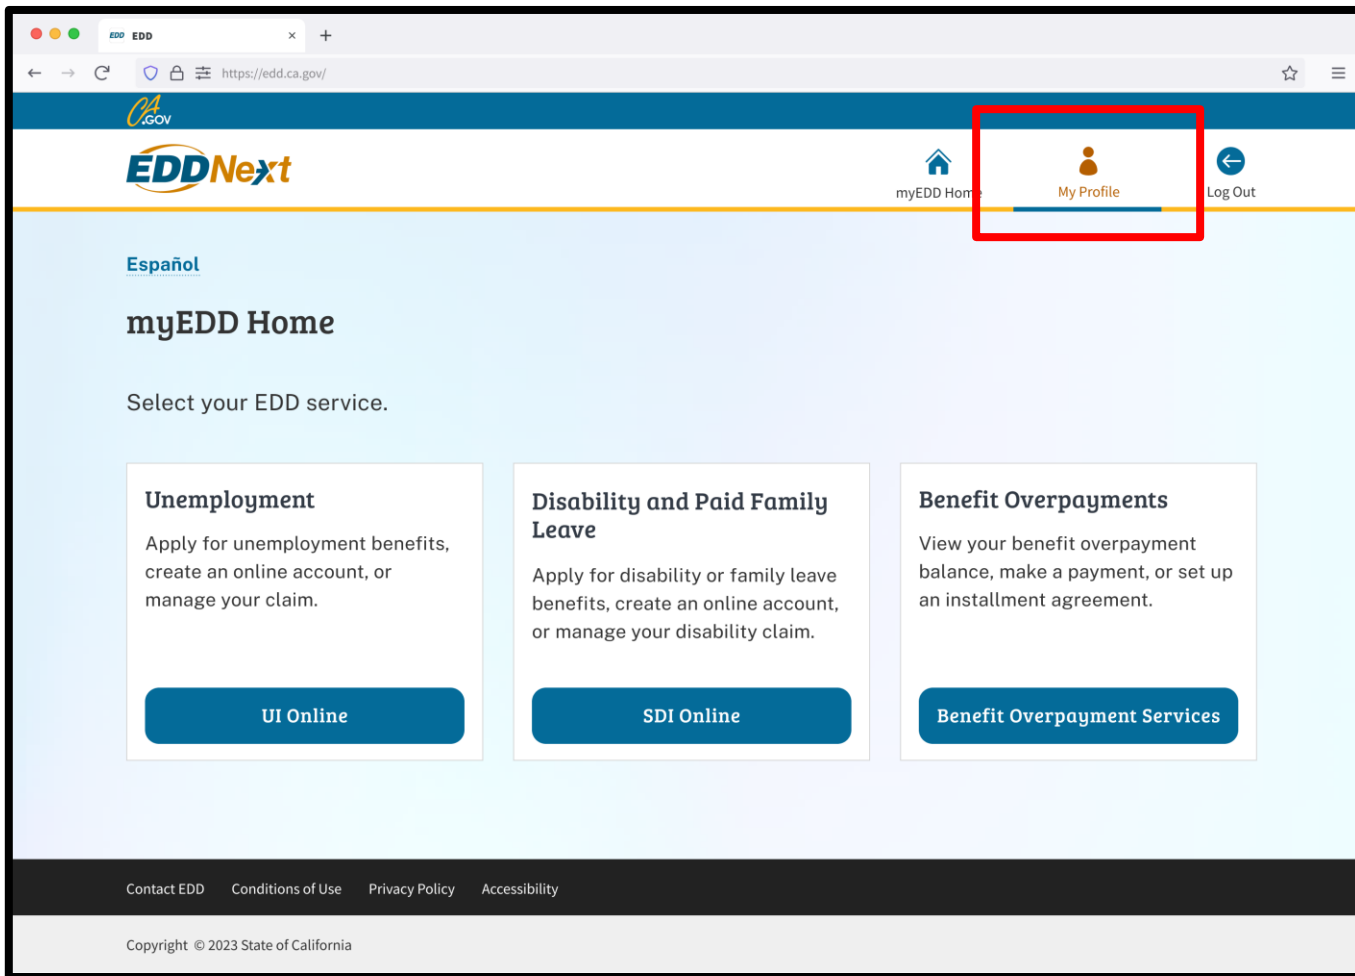 EDD EDD
https://edd.ca.gov/
CA.GOV
EDDNext
myEDD Home My Profile Log Out
Español
myEDD Home
Select your EDD service.
Unemployment
Apply for unemployment benefits,
create an online account, or
manage your claim.
UI Online
Disability and Paid Family
Leave
Apply for disability or family leave
benefits, create an online account,
or manage your disability claim.
SDI Online
Benefit Overpayments
View your benefit overpayment
balance, make a payment, or set up
an installment agreement.
Benefit Overpayment Services
Contact EDD Conditions of Use Privacy Policy Accessibility
Copyright © 2023 State of California